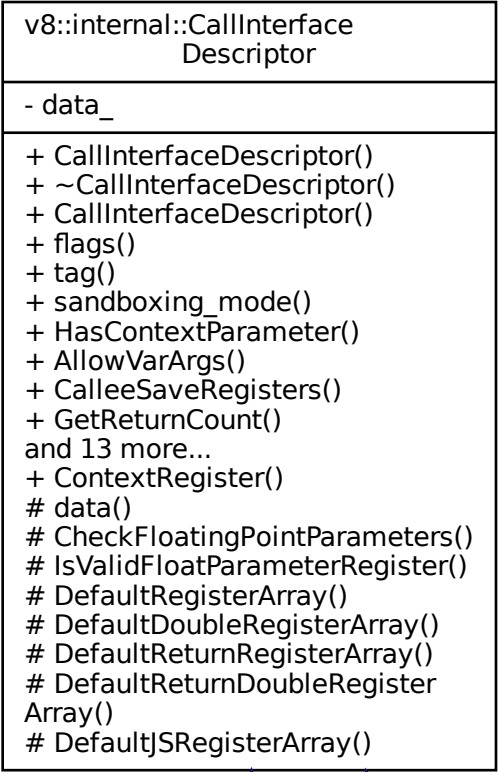 v8::internal::CallInterface
Descriptor
- data_
+ CallInterfaceDescriptor()
+ ~CallInterfaceDescriptor()
+ CallInterfaceDescriptor()
+ flags()
+ tag()
+ sandboxing_mode()
+ HasContextParameter()
+ AllowVarArgs()
+ CalleeSaveRegisters()
+ GetReturnCount()
and 13 more...
+ ContextRegister()
# data()
# CheckFloatingPointParameters()
# IsValidFloatParameterRegister()
# DefaultRegisterArray()
# DefaultDoubleRegisterArray()
# DefaultReturnRegisterArray()
# DefaultReturnDoubleRegister
Array()
# DefaultJSRegisterArray()